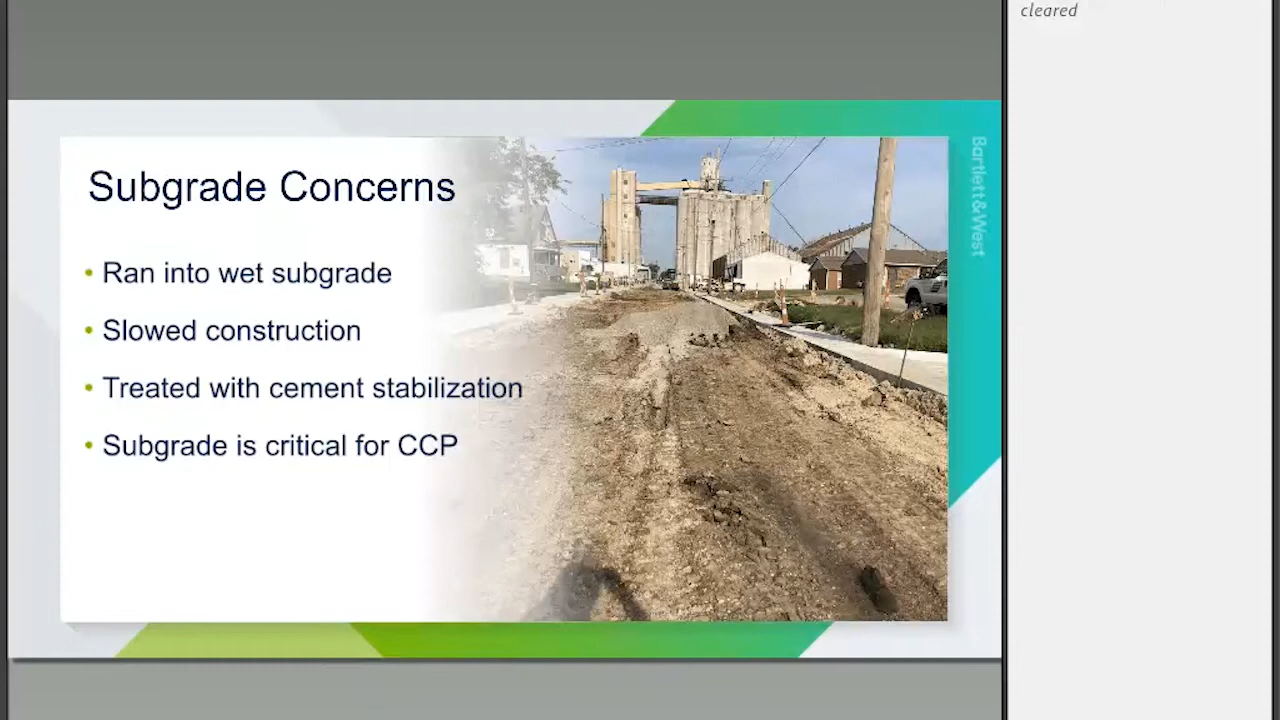 cleared
Subgrade Concerns
• Ran into wet subgrade
• Slowed construction
• Treated with cement stabilization
• Subgrade is critical for CCP
Bartlett&West